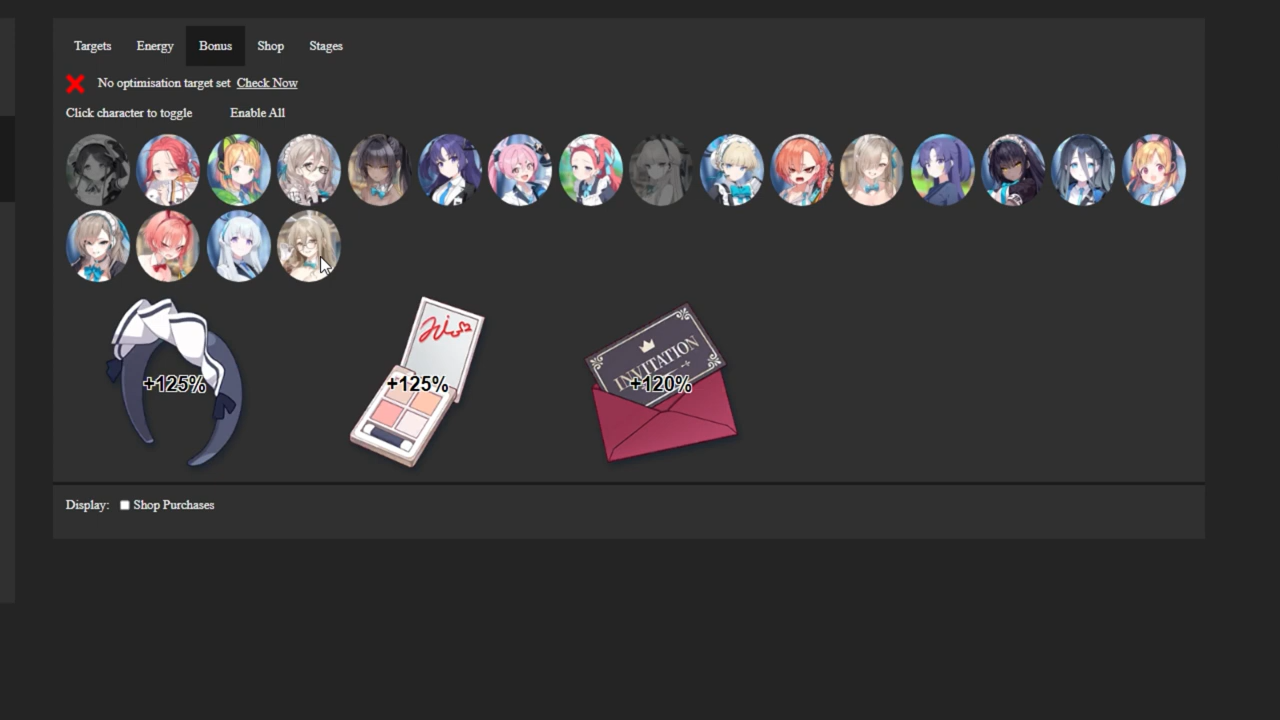 Targets Energy Bonus Shop Stages
No optimisation target set Check Now
Click character to toggle Enable All
INVITATION
+125% +125% +120%
Display: Shop Purchases